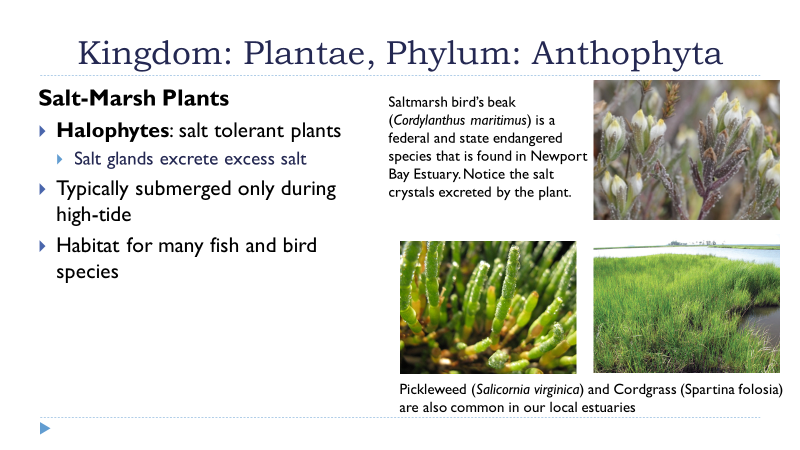 Kingdom: Plantae, Phylum: Anthophyta
Salt-Marsh Plants
Halophytes: salt tolerant plants
Salt glands excrete excess salt
Typically submerged only during
high-tide
Habitat for many fish and bird
species
Saltmarsh bird's beak
(Cordylanthus maritimus) is a
federal and state endangered
species that is found in Newport
Bay Estuary. Notice the salt
crystals excreted by the plant.
Pickleweed (Salicornia virginica) and Cordgrass (Spartina folosia)
are also common in our local estuaries